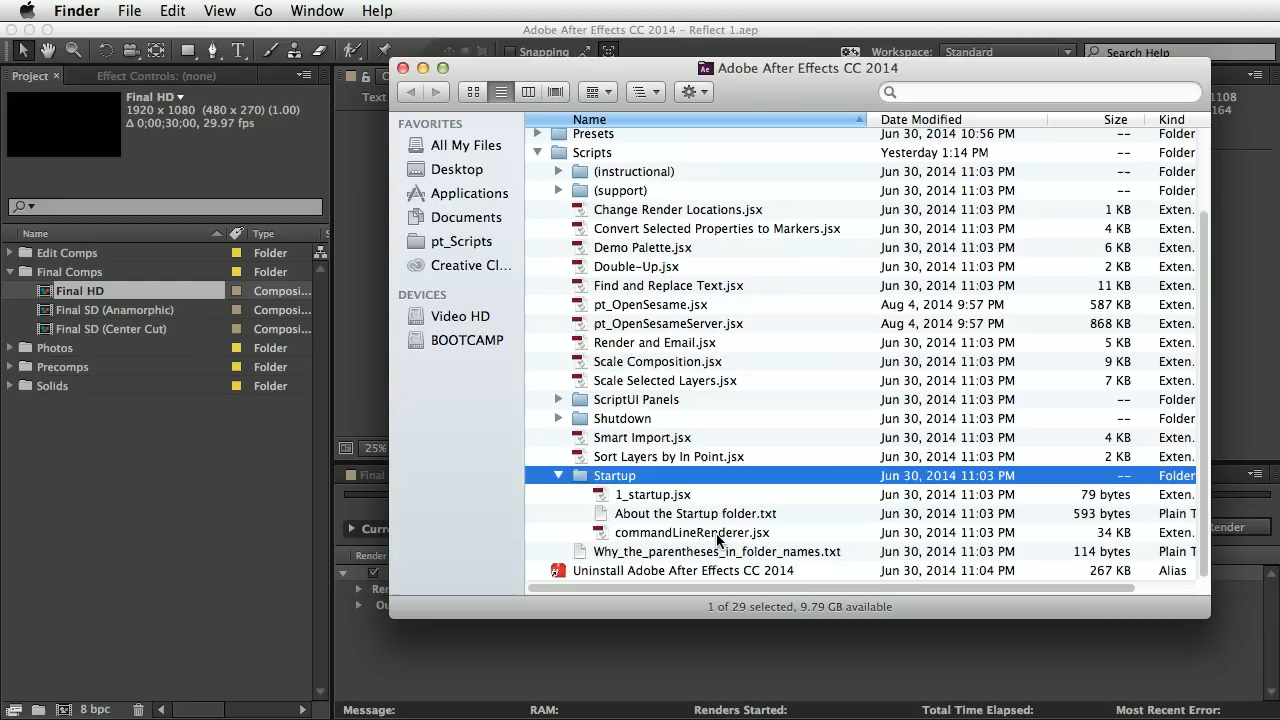 Finder File Edit View Go Window Help
Adobe After Effects CC 2014 - Reflect 1.aep
Snapping
Workspace: Standard
Search Help
Project × Effect Controls: (none)
Final HD ▾
1920 x 1080 (480 x 270) (1.00)
Δ 0;00;30;00, 29.97 fps
Name Type S
Edit Comps Folder
Final Comps Folder
Final HD Composi...
Final SD (Anamorphic) Composi...
Final SD (Center Cut) Composi...
Photos Folder
Precomps Folder
Solids Folder
8 bpc
Text
1108
164
25%
Final
Curre
Render
Render
Ren
Ou
Message: RAM: Renders Started: Total Time Elapsed: Most Recent Error:
Adobe After Effects CC 2014
FAVORITES
All My Files
Desktop
Applications
Documents
pt_Scripts
Creative Cl...
DEVICES
Video HD
BOOTCAMP
Name Date Modified Size Kind
Presets Jun 30, 2014 10:56 PM -- Folder
Scripts Yesterday 1:14 PM -- Folder
(instructional) Jun 30, 2014 11:03 PM -- Folder
(support) Jun 30, 2014 11:03 PM -- Folder
Change Render Locations.jsx Jun 30, 2014 11:03 PM 1 KB Exten.
Convert Selected Properties to Markers.jsx Jun 30, 2014 11:03 PM 4 KB Exten.
Demo Palette.jsx Jun 30, 2014 11:03 PM 6 KB Exten.
Double-Up.jsx Jun 30, 2014 11:03 PM 2 KB Exten.
Find and Replace Text.jsx Jun 30, 2014 11:03 PM 11 KB Exten.
pt_OpenSesame.jsx Aug 4, 2014 9:57 PM 587 KB Exten.
pt_OpenSesameServer.jsx Aug 4, 2014 9:57 PM 868 KB Exten.
Render and Email.jsx Jun 30, 2014 11:03 PM 5 KB Exten.
Scale Composition.jsx Jun 30, 2014 11:03 PM 9 KB Exten.
Scale Selected Layers.jsx Jun 30, 2014 11:03 PM 7 KB Exten.
ScriptUI Panels Jun 30, 2014 11:03 PM -- Folder
Shutdown Jun 30, 2014 11:03 PM -- Folder
Smart Import.jsx Jun 30, 2014 11:03 PM 4 KB Exten.
Sort Layers by In Point.jsx Jun 30, 2014 11:03 PM 2 KB Exten.
Startup Jun 30, 2014 11:03 PM -- Folder
1_startup.jsx Jun 30, 2014 11:03 PM 79 bytes Exten.
About the Startup folder.txt Jun 30, 2014 11:03 PM 593 bytes Plain T
commandLineRenderer.jsx Jun 30, 2014 11:03 PM 34 KB Exten.
Why_the_parentheses_in_folder_names.txt Jun 30, 2014 11:03 PM 114 bytes Plain T
Uninstall Adobe After Effects CC 2014 Jun 30, 2014 11:04 PM 267 KB Alias
1 of 29 selected, 9.79 GB available